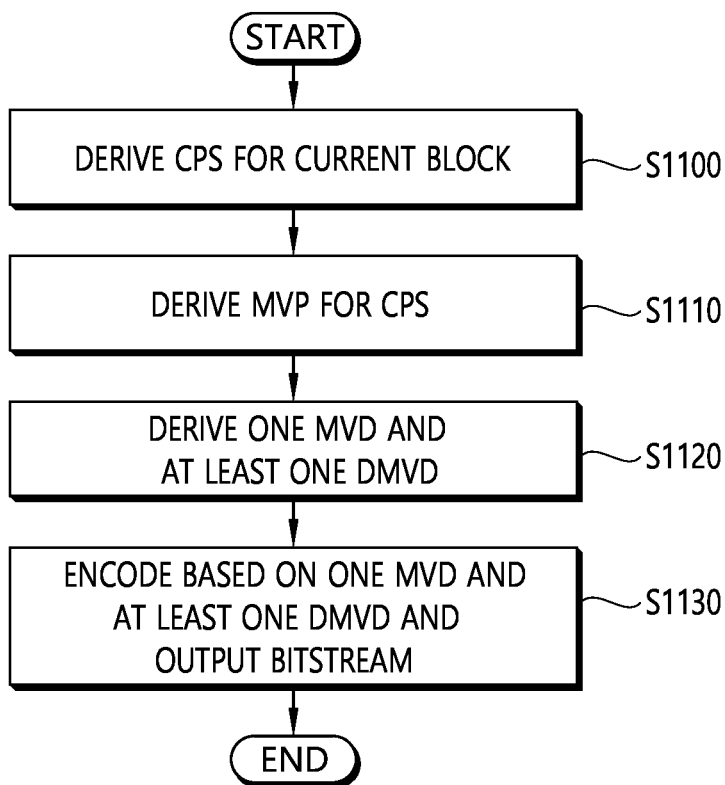 START
DERIVE CPS FOR CURRENT BLOCK
S1100
DERIVE MVP FOR CPS
S1110
DERIVE ONE MVD AND
AT LEAST ONE DMVD
S1120
ENCODE BASED ON ONE MVD AND
AT LEAST ONE DMVD AND
OUTPUT BITSTREAM
S1130
END